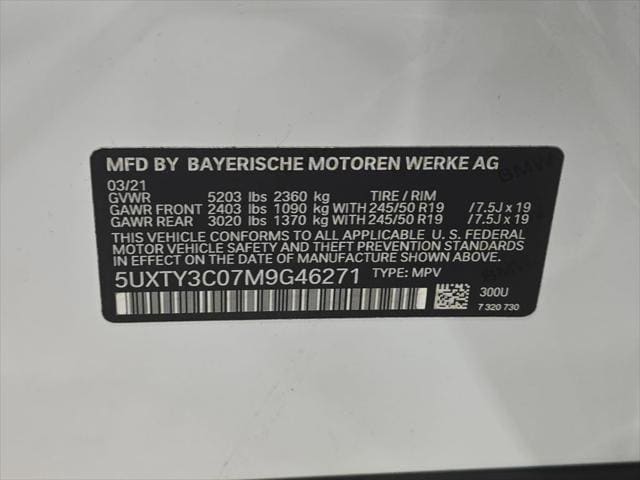 MFD BY BAYERISCHE MOTOREN WERKE AG
03/21
GVWR 5203 lbs 2360 kg TIRE / RIM
GAWR FRONT 2403 lbs 1090 kg WITH 245/50 R19 / 7.5J x 19
GAWR REAR 3020 lbs 1370 kg WITH 245/50 R19 / 7.5J x 19
THIS VEHICLE CONFORMS TO ALL APPLICABLE U. S. FEDERAL
MOTOR VEHICLE SAFETY, BUMPER, AND THEFT PREVENTION
STANDARDS IN EFFECT ON THE DATE OF MANUFACTURE SHOWN ABOVE.
5UXTY3C07M9G46271 TYPE: MPV
300U
7 320 730